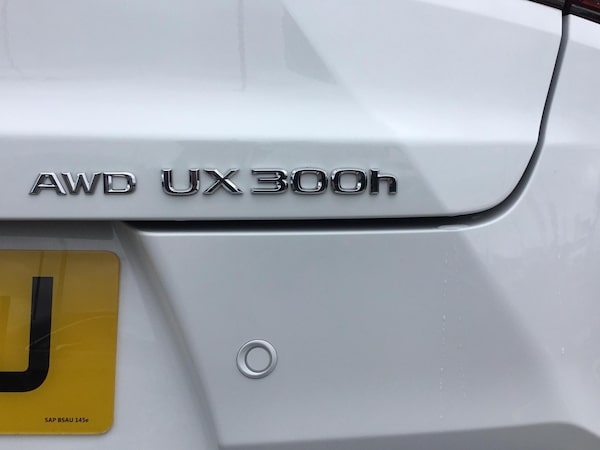 AWD UX300h
U
SAP BSAU 145e